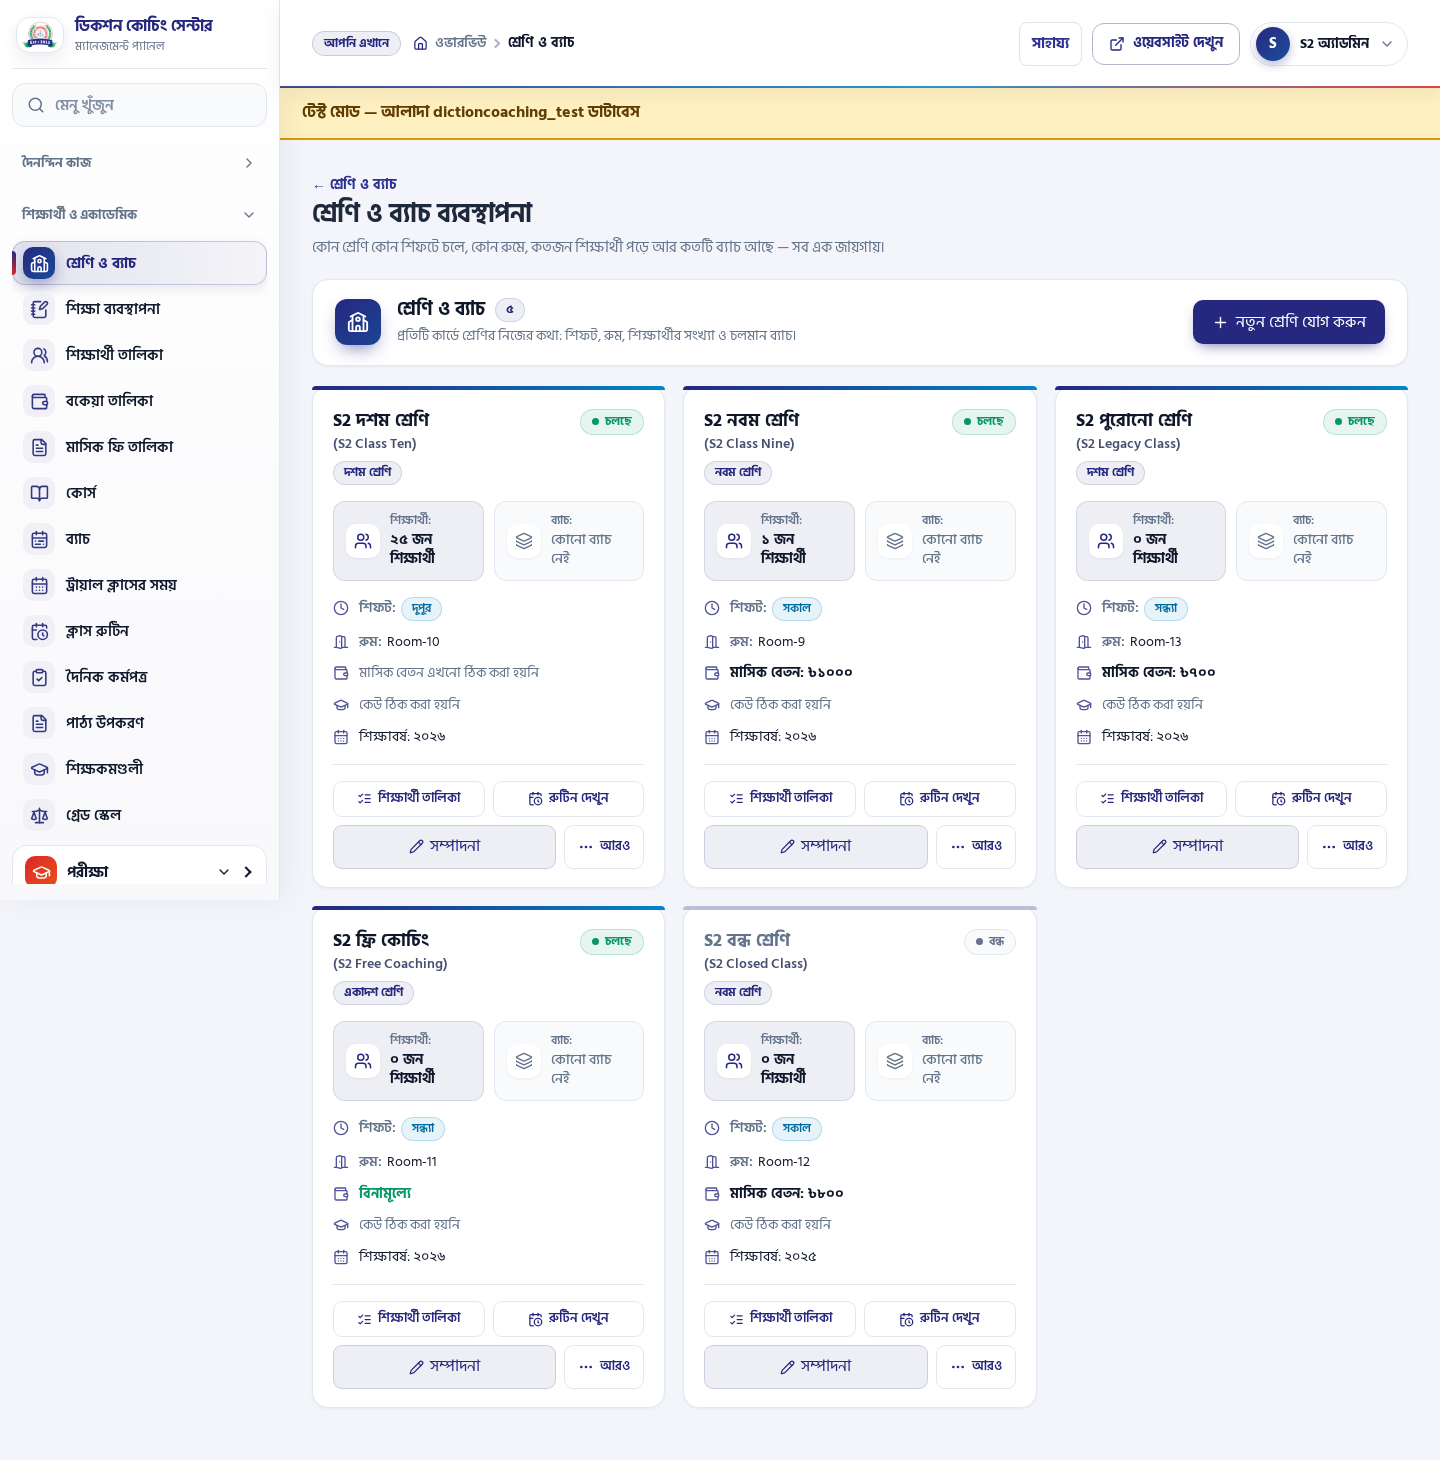 ডিকশন কোচিং সেন্টার
ম্যানেজমেন্ট প্যানেল
মেনু খুঁজুন
দৈনন্দিন কাজ
শিক্ষার্থী ও একাডেমিক
শ্রেণি ও ব্যাচ
শিক্ষা ব্যবস্থাপনা
শিক্ষার্থী তালিকা
বকেয়া তালিকা
মাসিক ফি তালিকা
কোর্স
ব্যাচ
ট্রায়াল ক্লাসের সময়
ক্লাস রুটিন
দৈনিক কর্মপত্র
পাঠ্য উপকরণ
শিক্ষকমণ্ডলী
গ্রেড স্কেল
পরীক্ষা
আপনি এখানে ওভারভিউ শ্রেণি ও ব্যাচ
সাহায্য ওয়েবসাইট দেখুন S S2 অ্যাডমিন
টেস্ট মোড — আলাদা dictioncoaching_test ডাটাবেস
← শ্রেণি ও ব্যাচ
শ্রেণি ও ব্যাচ ব্যবস্থাপনা
কোন শ্রেণি কোন শিফটে চলে, কোন রুমে, কতজন শিক্ষার্থী পড়ে আর কতটি ব্যাচ আছে — সব এক জায়গায়।
শ্রেণি ও ব্যাচ ৫
প্রতিটি কার্ডে শ্রেণির নিজের কথা: শিফট, রুম, শিক্ষার্থীর সংখ্যা ও চলমান ব্যাচ।
নতুন শ্রেণি যোগ করুন
S2 দশম শ্রেণি চলছে
(S2 Class Ten)
দশম শ্রেণি
শিক্ষার্থী: ব্যাচ:
২৫ জন কোনো ব্যাচ
শিক্ষার্থী নেই
শিফট: দুপুর
রুম: Room-10
মাসিক বেতন এখনো ঠিক করা হয়নি
কেউ ঠিক করা হয়নি
শিক্ষাবর্ষ: ২০২৬
শিক্ষার্থী তালিকা রুটিন দেখুন
সম্পাদনা আরও
S2 নবম শ্রেণি চলছে
(S2 Class Nine)
নবম শ্রেণি
শিক্ষার্থী: ব্যাচ:
১ জন কোনো ব্যাচ
শিক্ষার্থী নেই
শিফট: সকাল
রুম: Room-9
মাসিক বেতন: ৳১০০০
কেউ ঠিক করা হয়নি
শিক্ষাবর্ষ: ২০২৬
শিক্ষার্থী তালিকা রুটিন দেখুন
সম্পাদনা আরও
S2 পুরোনো শ্রেণি চলছে
(S2 Legacy Class)
দশম শ্রেণি
শিক্ষার্থী: ব্যাচ:
০ জন কোনো ব্যাচ
শিক্ষার্থী নেই
শিফট: সন্ধ্যা
রুম: Room-13
মাসিক বেতন: ৳৭০০
কেউ ঠিক করা হয়নি
শিক্ষাবর্ষ: ২০২৬
শিক্ষার্থী তালিকা রুটিন দেখুন
সম্পাদনা আরও
S2 ফ্রি কোচিং চলছে
(S2 Free Coaching)
একাদশ শ্রেণি
শিক্ষার্থী: ব্যাচ:
০ জন কোনো ব্যাচ
শিক্ষার্থী নেই
শিফট: সন্ধ্যা
রুম: Room-11
বিনামূল্যে
কেউ ঠিক করা হয়নি
শিক্ষাবর্ষ: ২০২৬
শিক্ষার্থী তালিকা রুটিন দেখুন
সম্পাদনা আরও
S2 বন্ধ শ্রেণি বন্ধ
(S2 Closed Class)
নবম শ্রেণি
শিক্ষার্থী: ব্যাচ:
০ জন কোনো ব্যাচ
শিক্ষার্থী নেই
শিফট: সকাল
রুম: Room-12
মাসিক বেতন: ৳৮০০
কেউ ঠিক করা হয়নি
শিক্ষাবর্ষ: ২০২৫
শিক্ষার্থী তালিকা রুটিন দেখুন
সম্পাদনা আরও